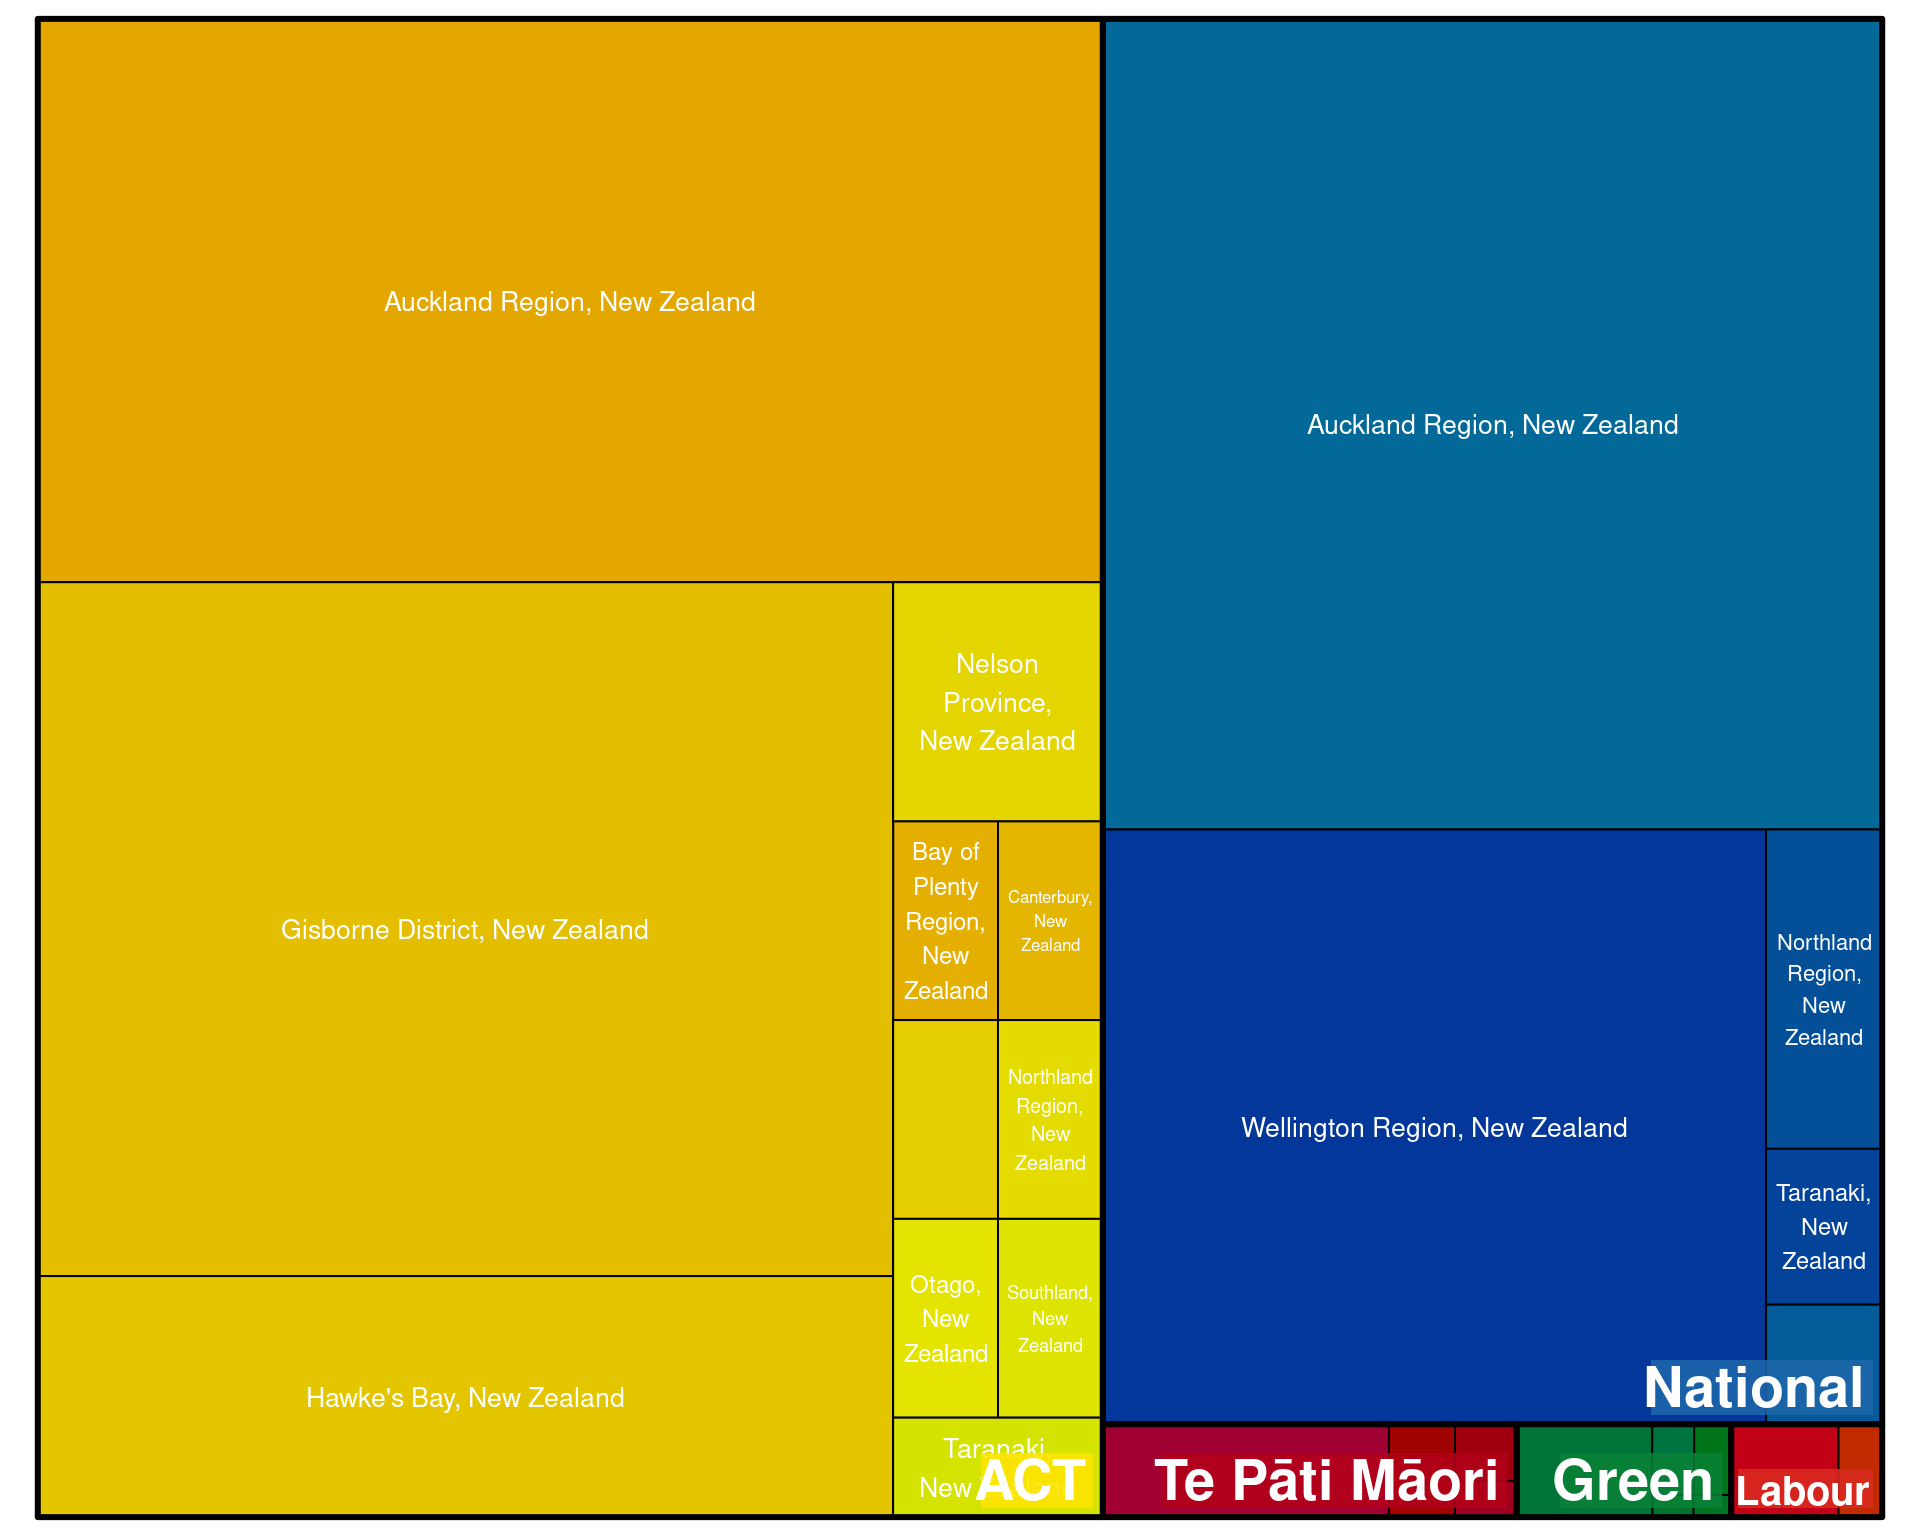 Auckland Region, New Zealand
Gisborne District, New Zealand
Hawke's Bay, New Zealand
Nelson
Province,
New Zealand
Bay of
Plenty
Region,
New
Zealand
Canterbury,
New
Zealand
Northland
Region,
New
Zealand
Otago,
New
Zealand
Southland,
New
Zealand
Taranaki
New
ACT
Auckland Region, New Zealand
Wellington Region, New Zealand
Northland
Region,
New
Zealand
Taranaki,
New
Zealand
National
Te Pāti Māori
Green
Labour